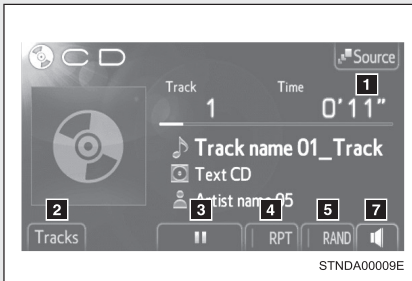 CD
Source
1
Track
Time
1
0'11"
Track name 01_Track
Text CD
Artist name 05
2
3
4
5
7
Tracks
RPT
RAND
STNDA00009E